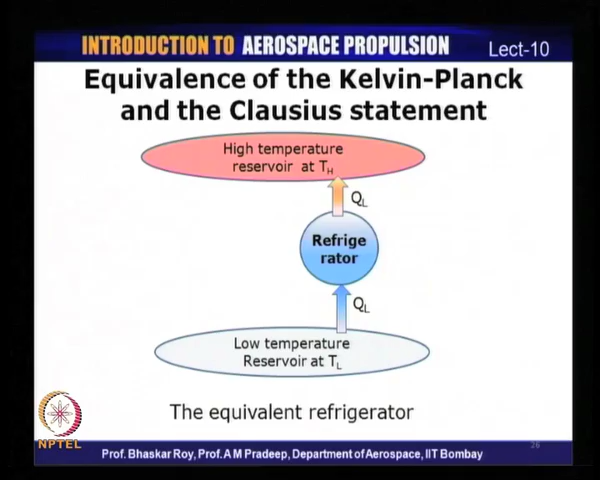 INTRODUCTION TO AEROSPACE PROPULSION
Lect-10
Equivalence of the Kelvin-Planck
and the Clausius statement
High temperature
reservoir at TH
QL
Refrige
rator
QL
Low temperature
Reservoir at TL
The equivalent refrigerator
NPTEL
26
Prof. Bhaskar Roy, Prof. A M Pradeep, Department of Aerospace, IIT Bombay